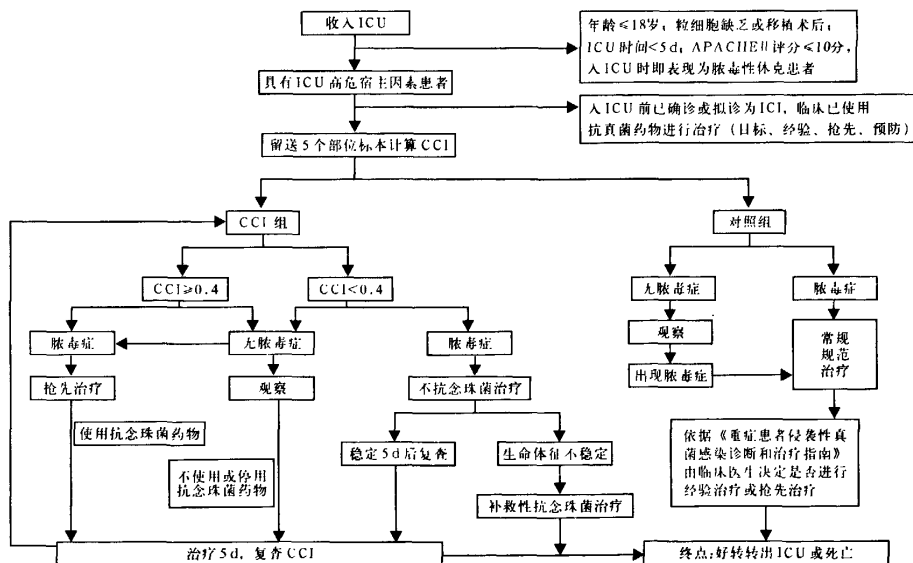 收入ICU
年龄≤18岁；粒细胞缺乏或移植术后；
ICU时间<5d；APACHEⅡ评分≤10分，
入ICU时即表现为脓毒性休克患者
具有ICU高危宿主因素患者
入ICU前已确诊或拟诊为ICI，临床已使用
抗真菌药物进行治疗（目标、经验、抢先、预防）
留送5个部位标本计算CCI
CCI组
对照组
CCI≥0.4
CCI<0.4
无脓毒症
脓毒症
脓毒症
无脓毒症
脓毒症
观察
常规
规范
治疗
抢先治疗
观察
不抗念珠菌治疗
出现脓毒症
使用抗念珠菌药物
稳定5d后复查
生命体征不稳定
依据《重症患者侵袭性真
菌感染诊断和治疗指南》
由临床医生决定是否进行
经验治疗或抢先治疗
不使用或停用
抗念珠菌药物
补救性抗念珠菌治疗
治疗5d，复查CCI
终点:好转转出ICU或死亡